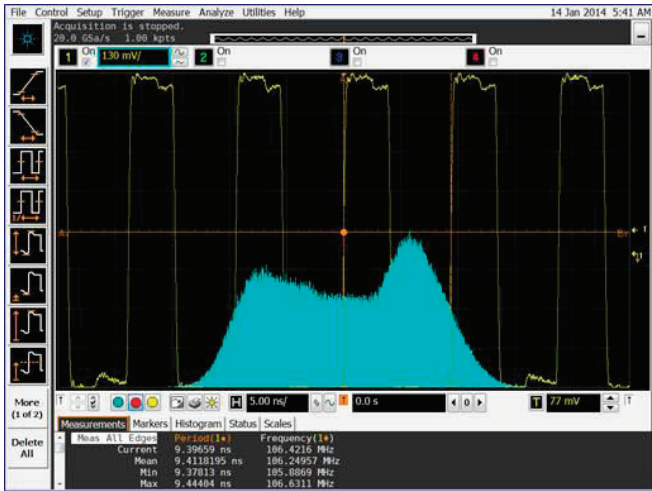 File Control Setup Trigger Measure Analyze Utilities Help 14 Jan 2014 5:41 AM
Acquisition is stopped.
20.0 GSa/s 1.00 kpts
1 On 130 mV/ 2 On 3 On 4 On
T
More
(1 of 2)
Delete
All
H 5.00 ns/ 0.0 s 0 T 77 mV
Measurements Markers Histogram Status Scales
Meas All Edges Period(1) Frequency(1)
Current 9.39659 ns 106.4216 MHz
Mean 9.4118195 ns 106.24957 MHz
Min 9.37813 ns 105.8869 MHz
Max 9.44404 ns 106.6311 MHz